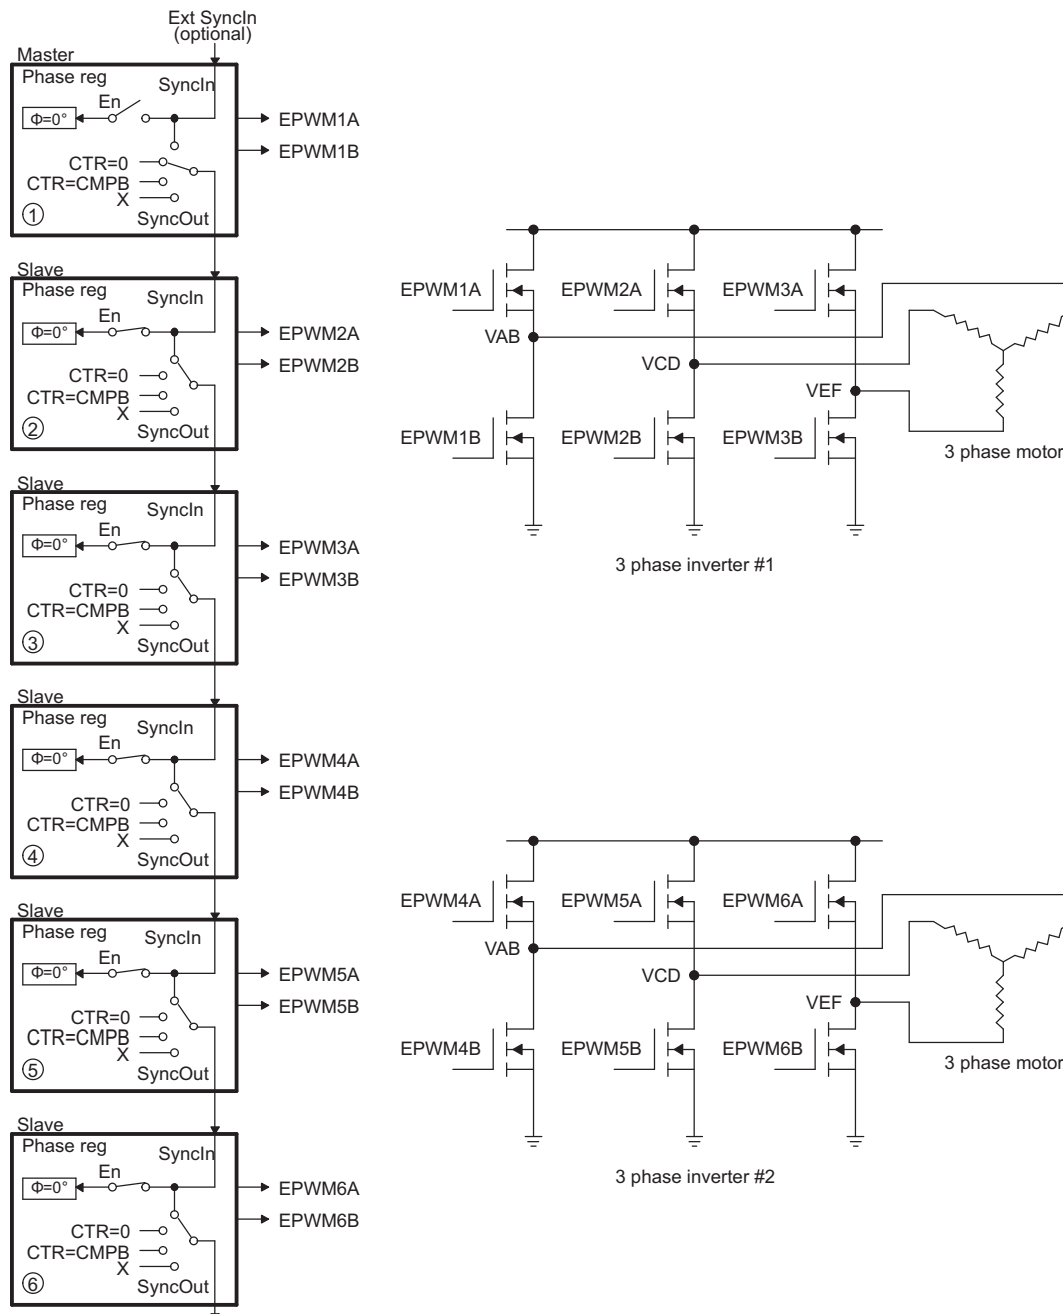 Ext SyncIn
(optional)
Master
Phase reg
SyncIn
En
Φ=0°
EPWM1A
EPWM1B
CTR=0
CTR=CMPB
X
1
SyncOut
Slave
Phase reg
SyncIn
En
Φ=0°
EPWM2A
EPWM2B
CTR=0
CTR=CMPB
X
2
SyncOut
Slave
Phase reg
SyncIn
En
Φ=0°
EPWM3A
EPWM3B
CTR=0
CTR=CMPB
X
3
SyncOut
Slave
Phase reg
SyncIn
En
Φ=0°
EPWM4A
EPWM4B
CTR=0
CTR=CMPB
X
4
SyncOut
Slave
Phase reg
SyncIn
En
Φ=0°
EPWM5A
EPWM5B
CTR=0
CTR=CMPB
X
5
SyncOut
Slave
Phase reg
SyncIn
En
Φ=0°
EPWM6A
EPWM6B
CTR=0
CTR=CMPB
X
6
SyncOut
EPWM1A
EPWM2A
EPWM3A
VAB
VCD
VEF
EPWM1B
EPWM2B
EPWM3B
3 phase motor
3 phase inverter #1
EPWM4A
EPWM5A
EPWM6A
VAB
VCD
VEF
EPWM4B
EPWM5B
EPWM6B
3 phase motor
3 phase inverter #2